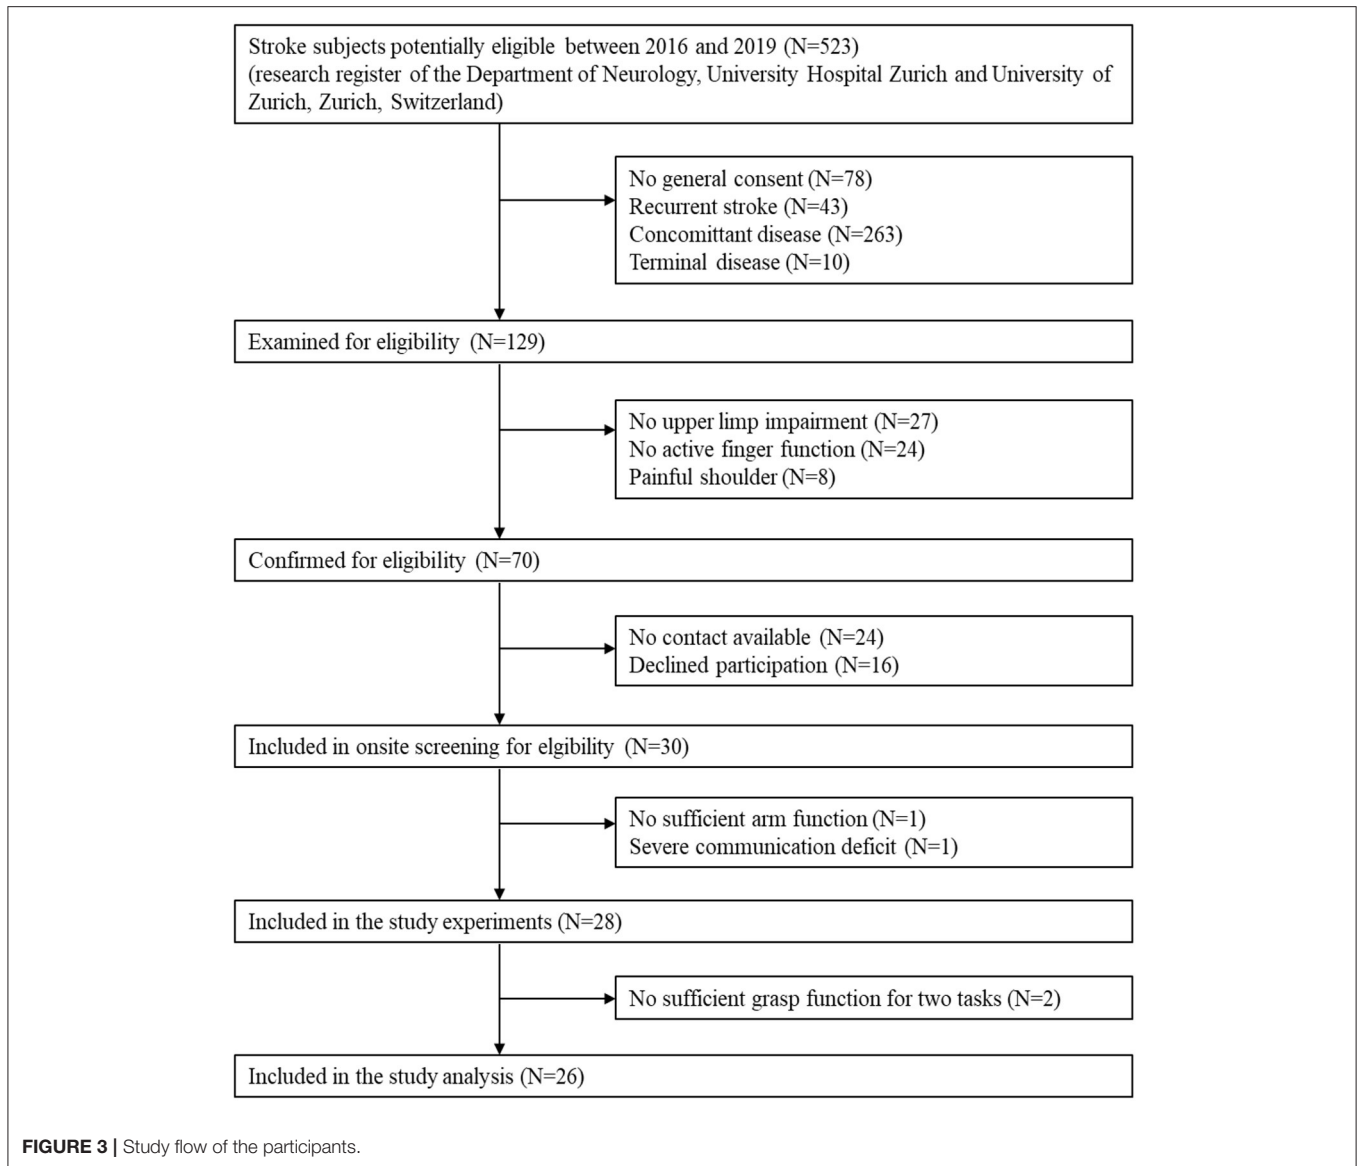 Stroke subjects potentially eligible between 2016 and 2019 (N=523)
(research register of the Department of Neurology, University Hospital Zurich and University of
Zurich, Zurich, Switzerland)
No general consent (N=78)
Recurrent stroke (N=43)
Concomittant disease (N=263)
Terminal disease (N=10)
Examined for eligibility (N=129)
No upper limp impairment (N=27)
No active finger function (N=24)
Painful shoulder (N=8)
Confirmed for eligibility (N=70)
No contact available (N=24)
Declined participation (N=16)
Included in onsite screening for elgibility (N=30)
No sufficient arm function (N=1)
Severe communication deficit (N=1)
Included in the study experiments (N=28)
No sufficient grasp function for two tasks (N=2)
Included in the study analysis (N=26)
FIGURE 3 | Study flow of the participants.